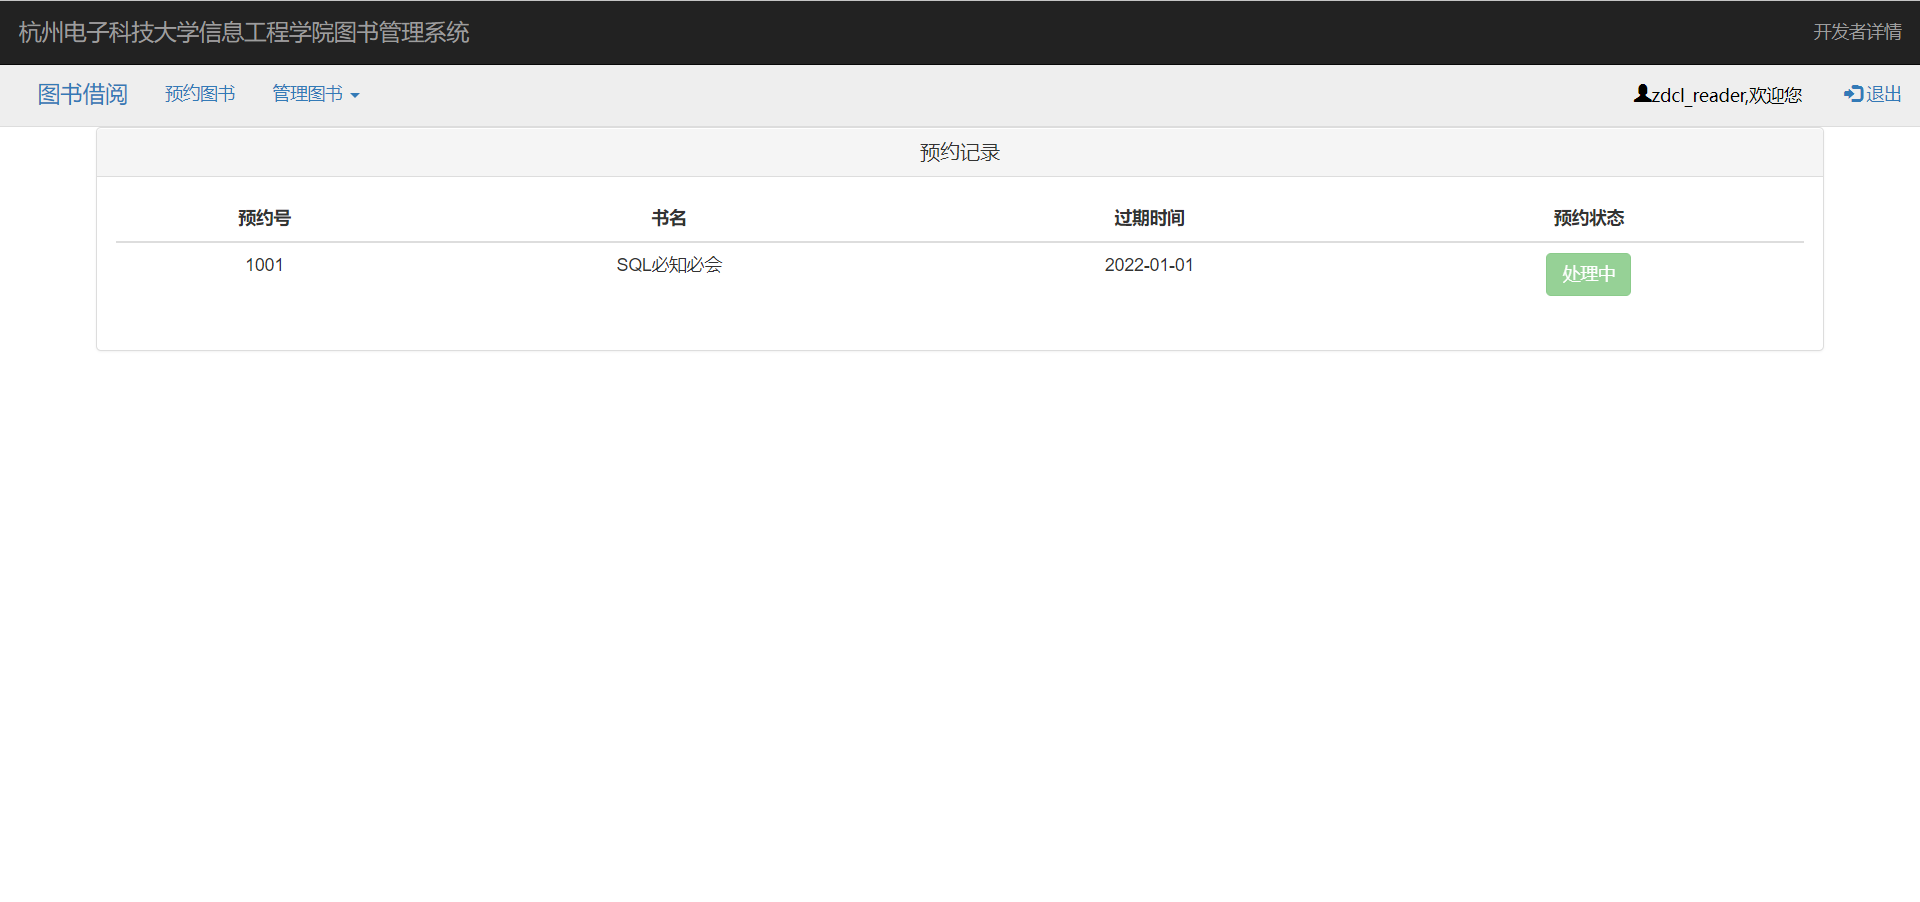 杭州电子科技大学信息工程学院图书管理系统 开发者详情
图书借阅 预约图书 管理图书 zdcl_reader,欢迎您 退出
预约记录
预约号 书名 过期时间 预约状态
1001 SQL必知必会 2022-01-01 处理中